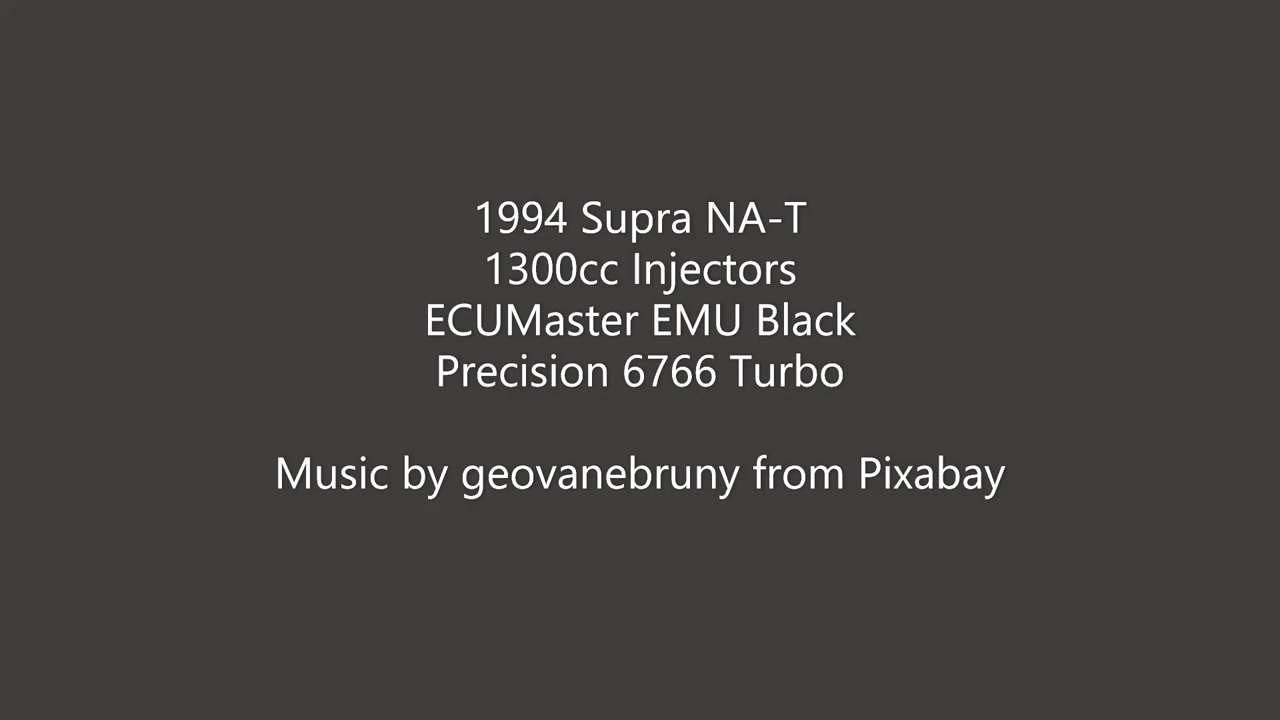 1994 Supra NA-T
1300cc Injectors
ECUMaster EMU Black
Precision 6766 Turbo
Music by geovanebruny from Pixabay